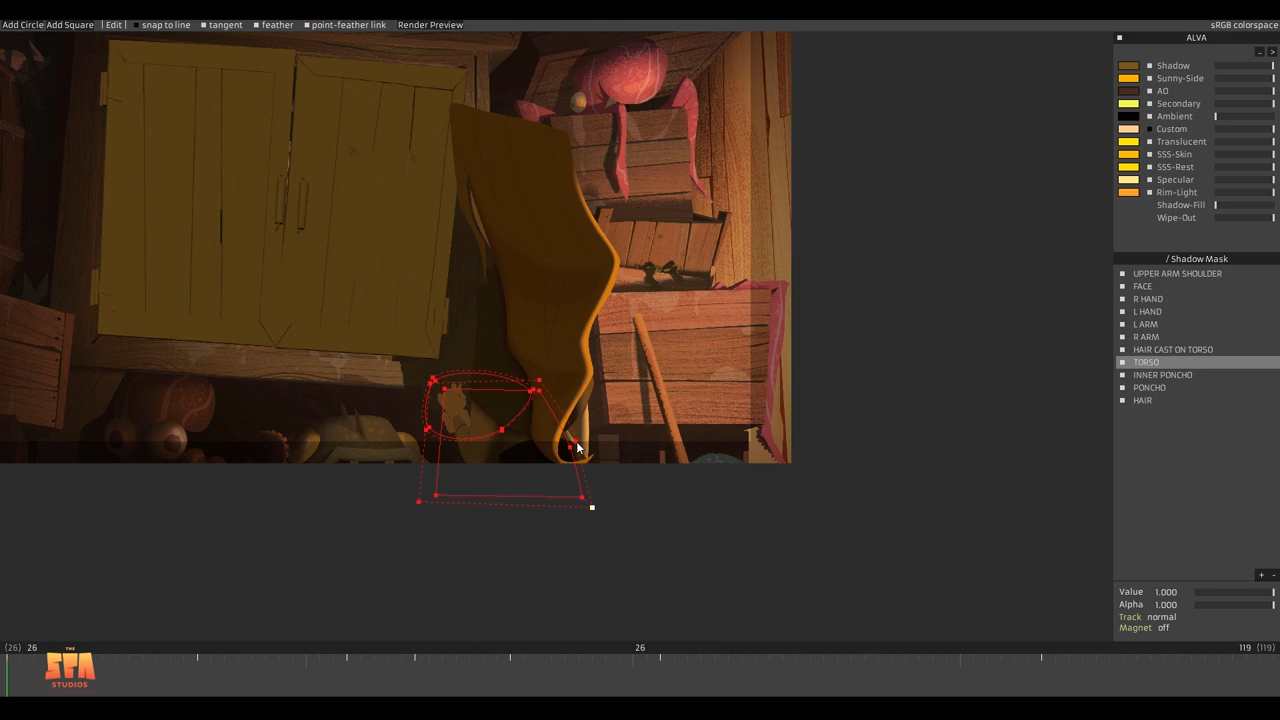 Add Circle Add Square | Edit | snap to line tangent feather point-feather link Render Preview sRGB colorspace
ALVA
.. >
Shadow
Sunny-Side
AO
Secondary
Ambient
Custom
Translucent
SSS-Skin
SSS-Rest
Specular
Rim-Light
Shadow-Fill
Wipe-Out
/ Shadow Mask
UPPER ARM SHOULDER
FACE
R HAND
L HAND
L ARM
R ARM
HAIR CAST ON TORSO
TORSO
INNER PONCHO
PONCHO
HAIR
+ -
Value 1.000
Alpha 1.000
Track normal
Magnet off
(26) 26 26 119 (119)
THE
SPA
STUDIOS